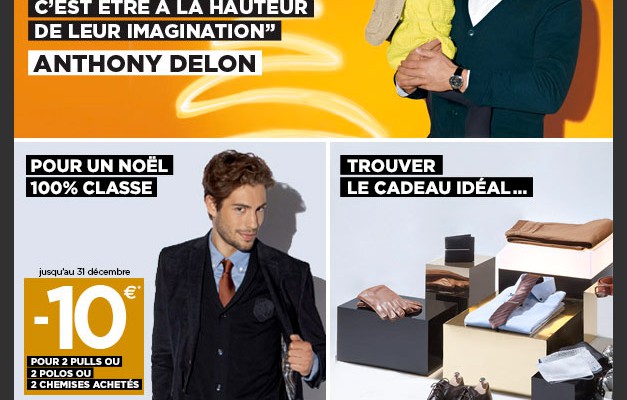 C'EST ÊTRE À LA HAUTEUR
DE LEUR IMAGINATION”
ANTHONY DELON
POUR UN NOËL
100% CLASSE
jusqu'au 31 décembre
-10€*
POUR 2 PULLS OU
2 POLOS OU
2 CHEMISES ACHETÉS
TROUVER
LE CADEAU IDÉAL...